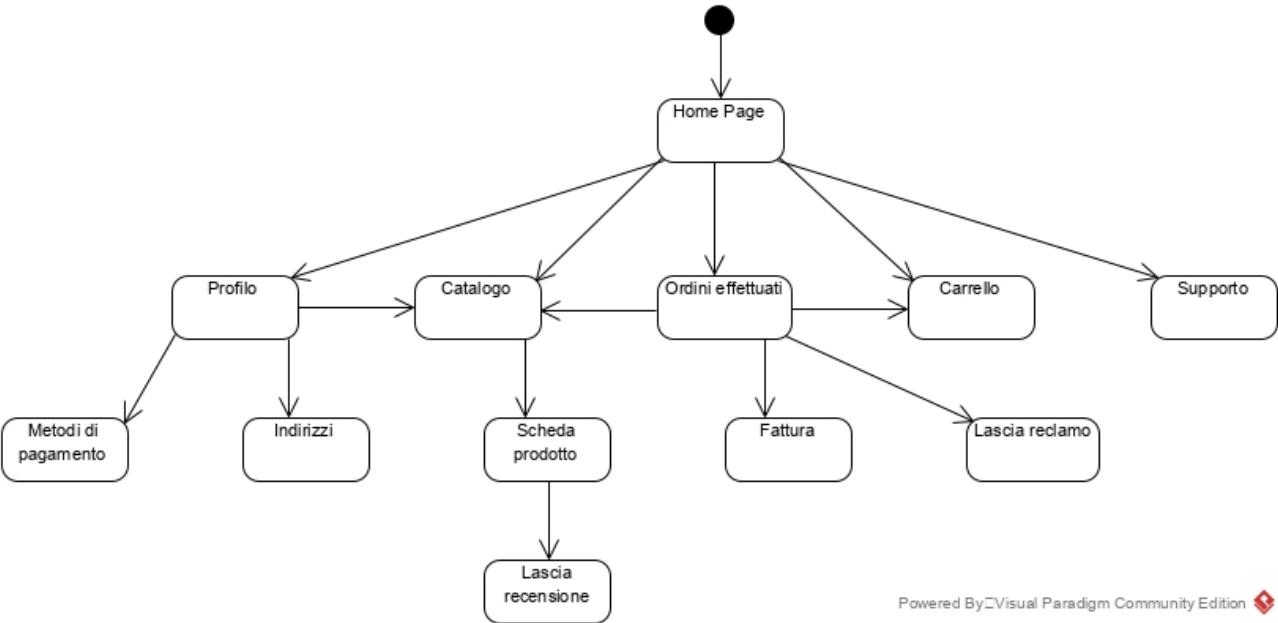 Home Page
Profilo
Catalogo
Ordini effettuati
Carrello
Supporto
Metodi di
pagamento
Indirizzi
Scheda
prodotto
Fattura
Lascia reclamo
Lascia
recensione
Powered By□Visual Paradigm Community Edition